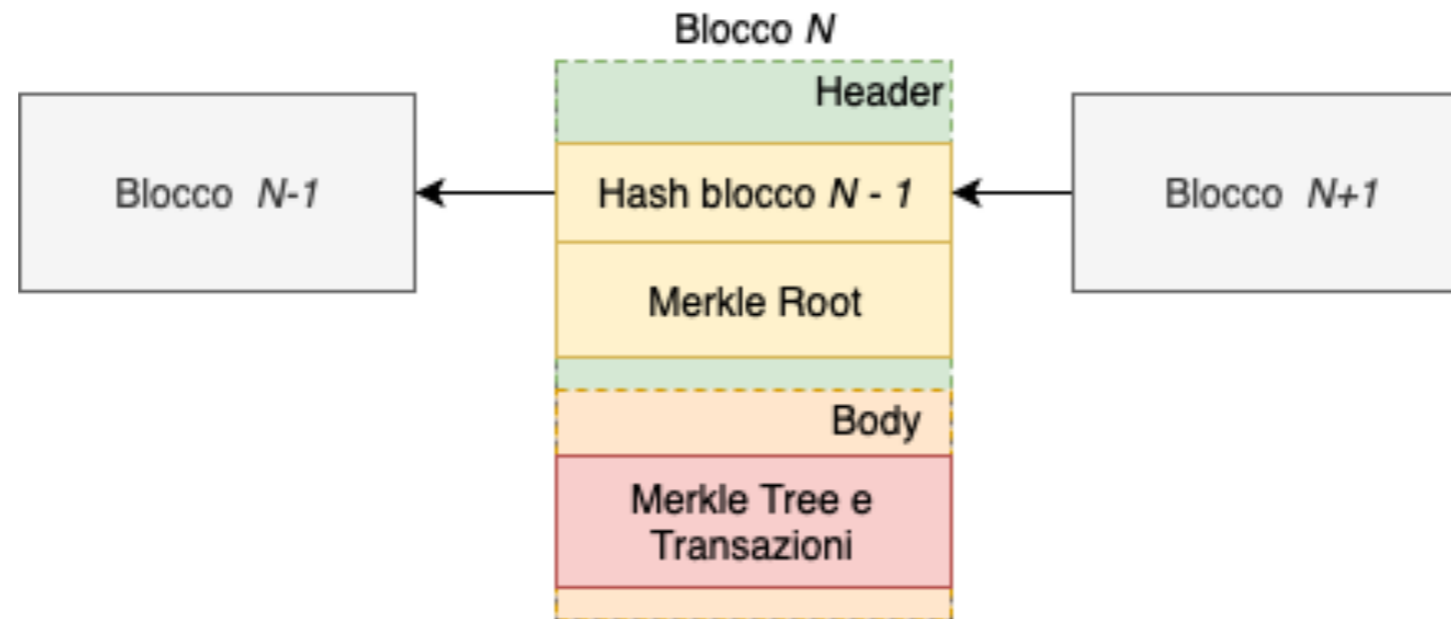 Blocco N
Header
Blocco N-1
Hash blocco N - 1
Blocco N+1
Merkle Root
Body
Merkle Tree e
Transazioni